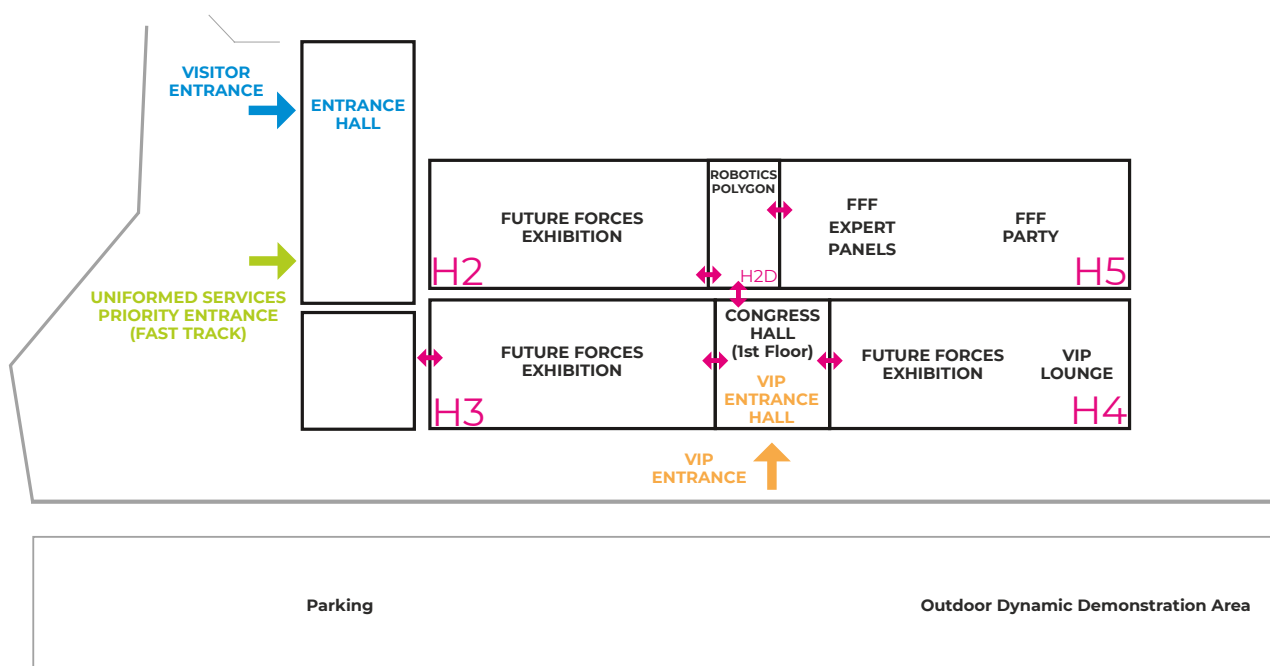 VISITOR
ENTRANCE
ENTRANCE
HALL
UNIFORMED SERVICES
PRIORITY ENTRANCE
(FAST TRACK)
FUTURE FORCES
EXHIBITION
H2
ROBOTICS
POLYGON
H2D
FFF
EXPERT
PANELS
FFF
PARTY
H5
FUTURE FORCES
EXHIBITION
H3
CONGRESS
HALL
(1st Floor)
VIP
ENTRANCE
HALL
FUTURE FORCES
EXHIBITION
VIP
LOUNGE
H4
VIP
ENTRANCE
Parking
Outdoor Dynamic Demonstration Area